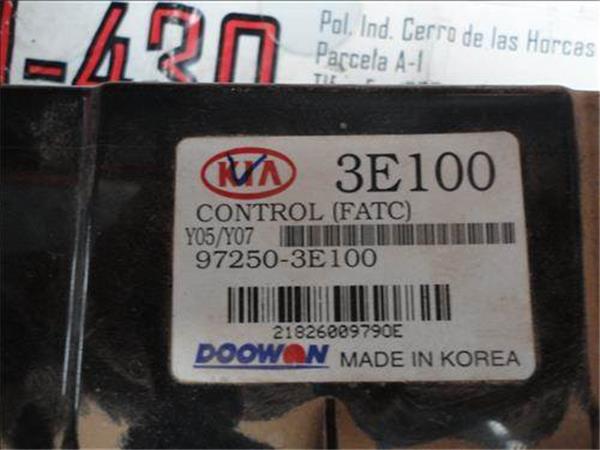 -430
Pol. Ind. Cerro de las Horcas
Parcela A-1
KIA 3E100
CONTROL (FATC)
Y05/Y07
97250-3E100
21826009790E
DOOWON MADE IN KOREA